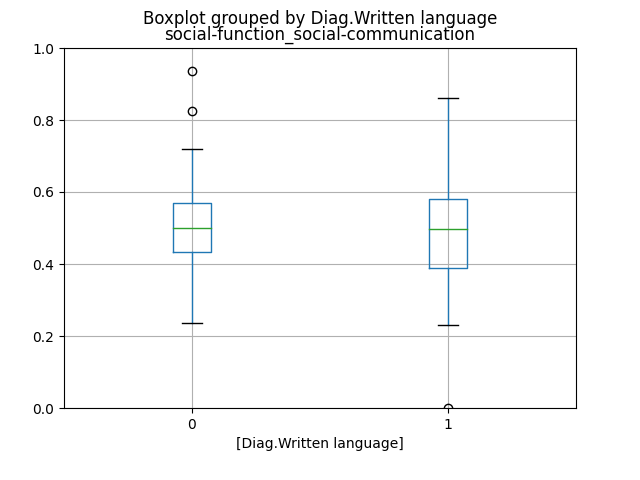 Boxplot grouped by Diag.Written language
social-function_social-communication
1.0
0.8
0.6
0.4
0.2
0.0
0 1
[Diag.Written language]